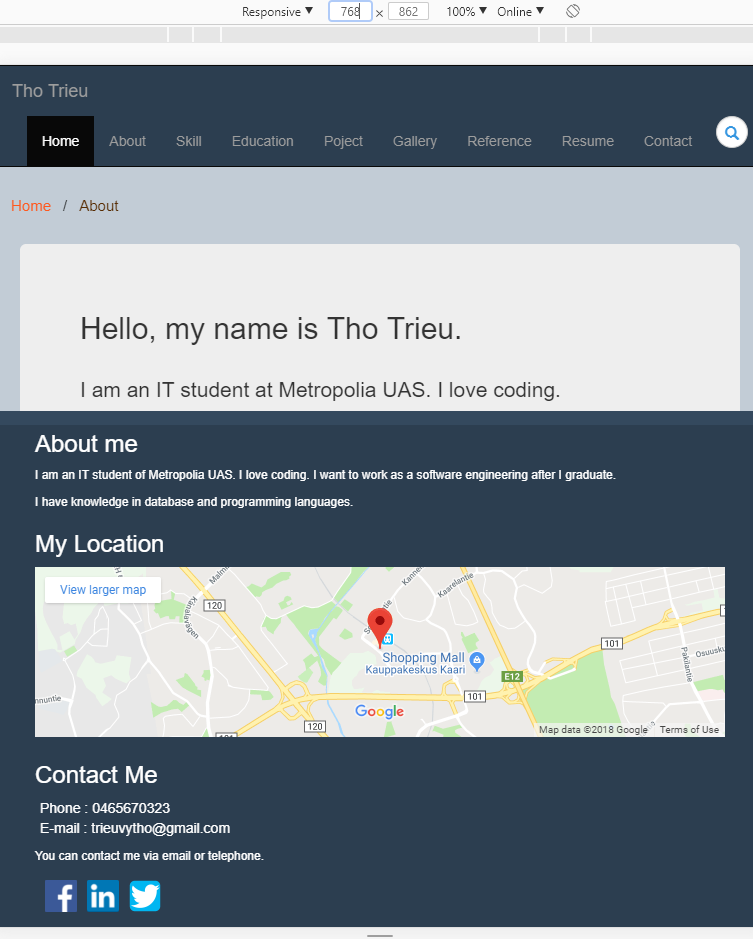 Responsive ▼ 768 × 862 100% ▼ Online ▼
Tho Trieu
Home About Skill Education Poject Gallery Reference Resume Contact
Home / About
Hello, my name is Tho Trieu.
I am an IT student at Metropolia UAS. I love coding.
About me
I am an IT student of Metropolia UAS. I love coding. I want to work as a software engineering after I graduate.
I have knowledge in database and programming languages.
My Location
View larger map
120
Kaarelantie
101
Shopping Mall
Kauppakeskus Kaari
E12
101
Pakilantie
120
Google
Map data ©2018 Google Terms of Use
Contact Me
Phone : 0465670323
E-mail : trieuvytho@gmail.com
You can contact me via email or telephone.
f in